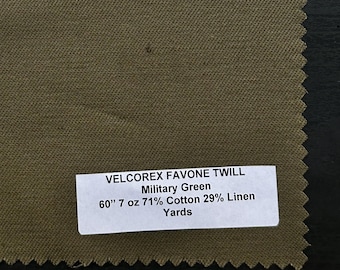 VELCOREX FAVONE TWILL
Military Green
60” 7 oz 71% Cotton 29% Linen
Yards